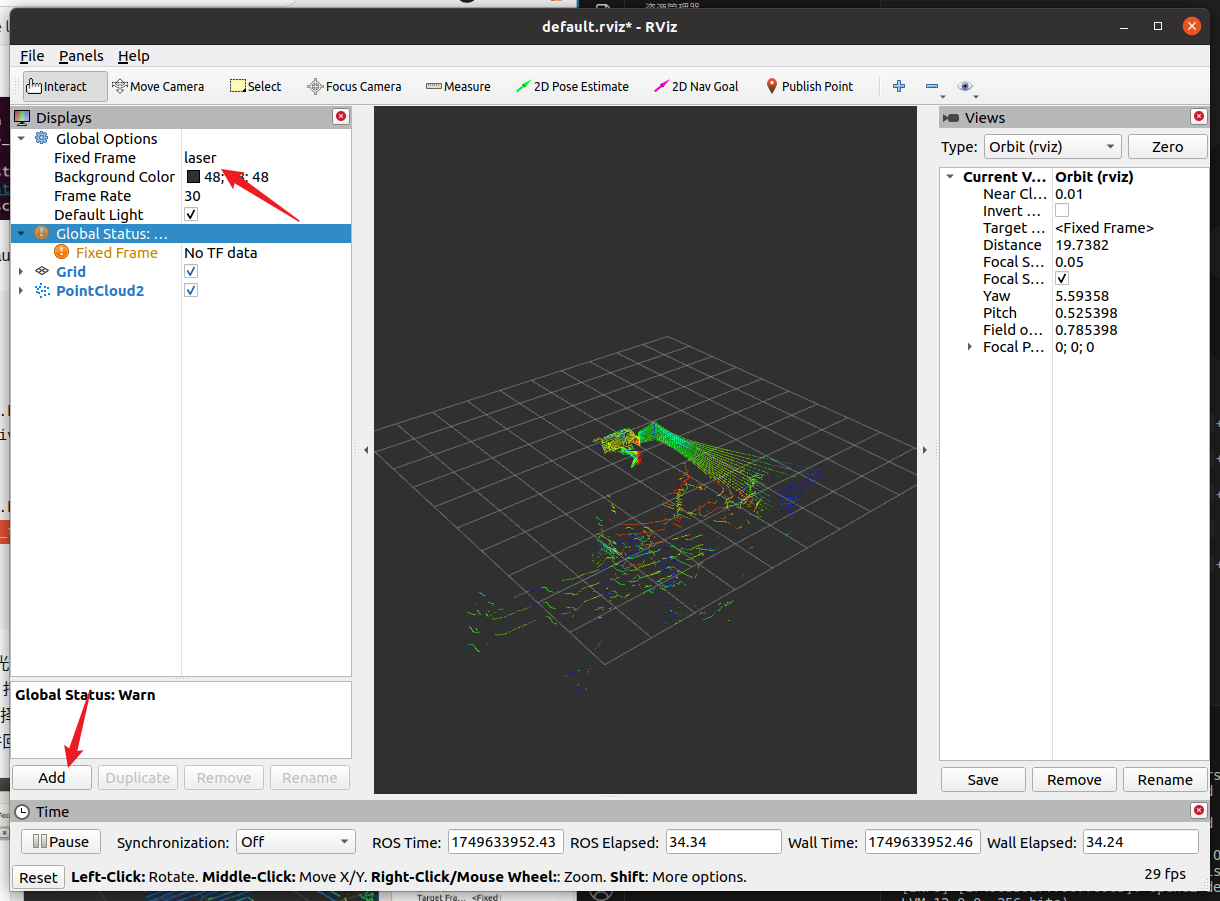 default.rviz* - RViz
File Panels Help
Interact Move Camera Select Focus Camera Measure 2D Pose Estimate 2D Nav Goal Publish Point
Displays
Global Options
Fixed Frame laser
Background Color 48; 48
Frame Rate 30
Default Light
Global Status: ...
Fixed Frame No TF data
Grid
PointCloud2
Global Status: Warn
Add Duplicate Remove Rename
Views
Type: Orbit (rviz) Zero
Current V... Orbit (rviz)
Near Cl... 0.01
Invert ...
Target ... <Fixed Frame>
Distance 19.7382
Focal S... 0.05
Focal S...
Yaw 5.59358
Pitch 0.525398
Field o... 0.785398
Focal P... 0; 0; 0
Save Remove Rename
Time
Pause Synchronization: Off ROS Time: 1749633952.43 ROS Elapsed: 34.34 Wall Time: 1749633952.46 Wall Elapsed: 34.24
Reset Left-Click: Rotate. Middle-Click: Move X/Y. Right-Click/Mouse Wheel:: Zoom. Shift: More options. 29 fps
Target Fra... <Fixed